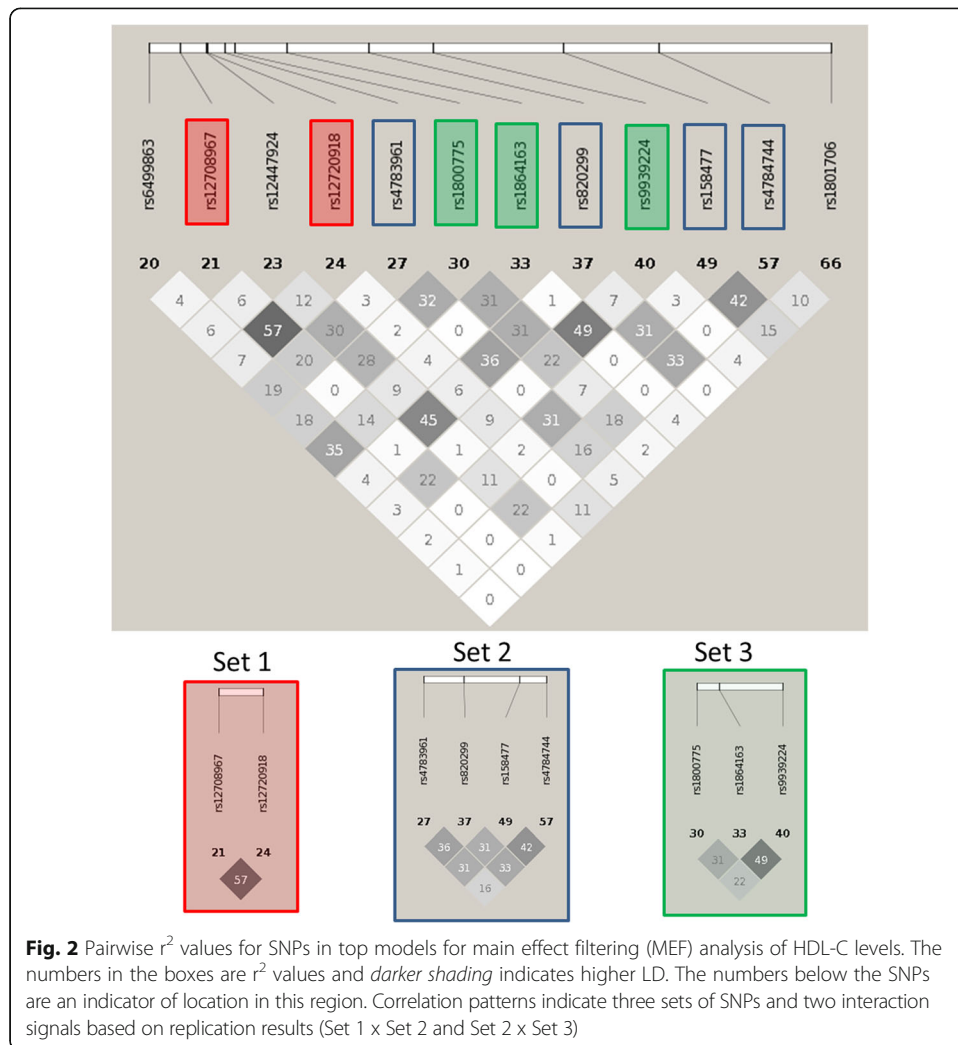 rs6499863
rs12708967
rs12447924
rs12720918
rs4783961
rs1800775
rs1864163
rs820299
rs9939224
rs158477
rs4784744
rs1801706
20 21 23 24 27 30 33 37 40 49 57 66
4 6 12 3 32 31 1 7 3 42 10
6 57 30 2 0 31 49 31 0 15
7 20 28 4 36 22 0 33 4
19 0 9 6 0 7 0 0
18 14 45 9 31 18 4
35 1 1 2 16 2
4 22 11 0 5
3 0 22 11
2 0 1
1 0
0
Set 1
rs12708967
rs12720918
21 24
57
Set 2
rs4783961
rs820299
rs158477
rs4784744
27 37 49 57
36 31 42
31 33
16
Set 3
rs1800775
rs1864163
rs9939224
30 33 40
31 49
22
Fig. 2 Pairwise r² values for SNPs in top models for main effect filtering (MEF) analysis of HDL-C levels. The
numbers in the boxes are r² values and darker shading indicates higher LD. The numbers below the SNPs
are an indicator of location in this region. Correlation patterns indicate three sets of SNPs and two interaction
signals based on replication results (Set 1 x Set 2 and Set 2 x Set 3)